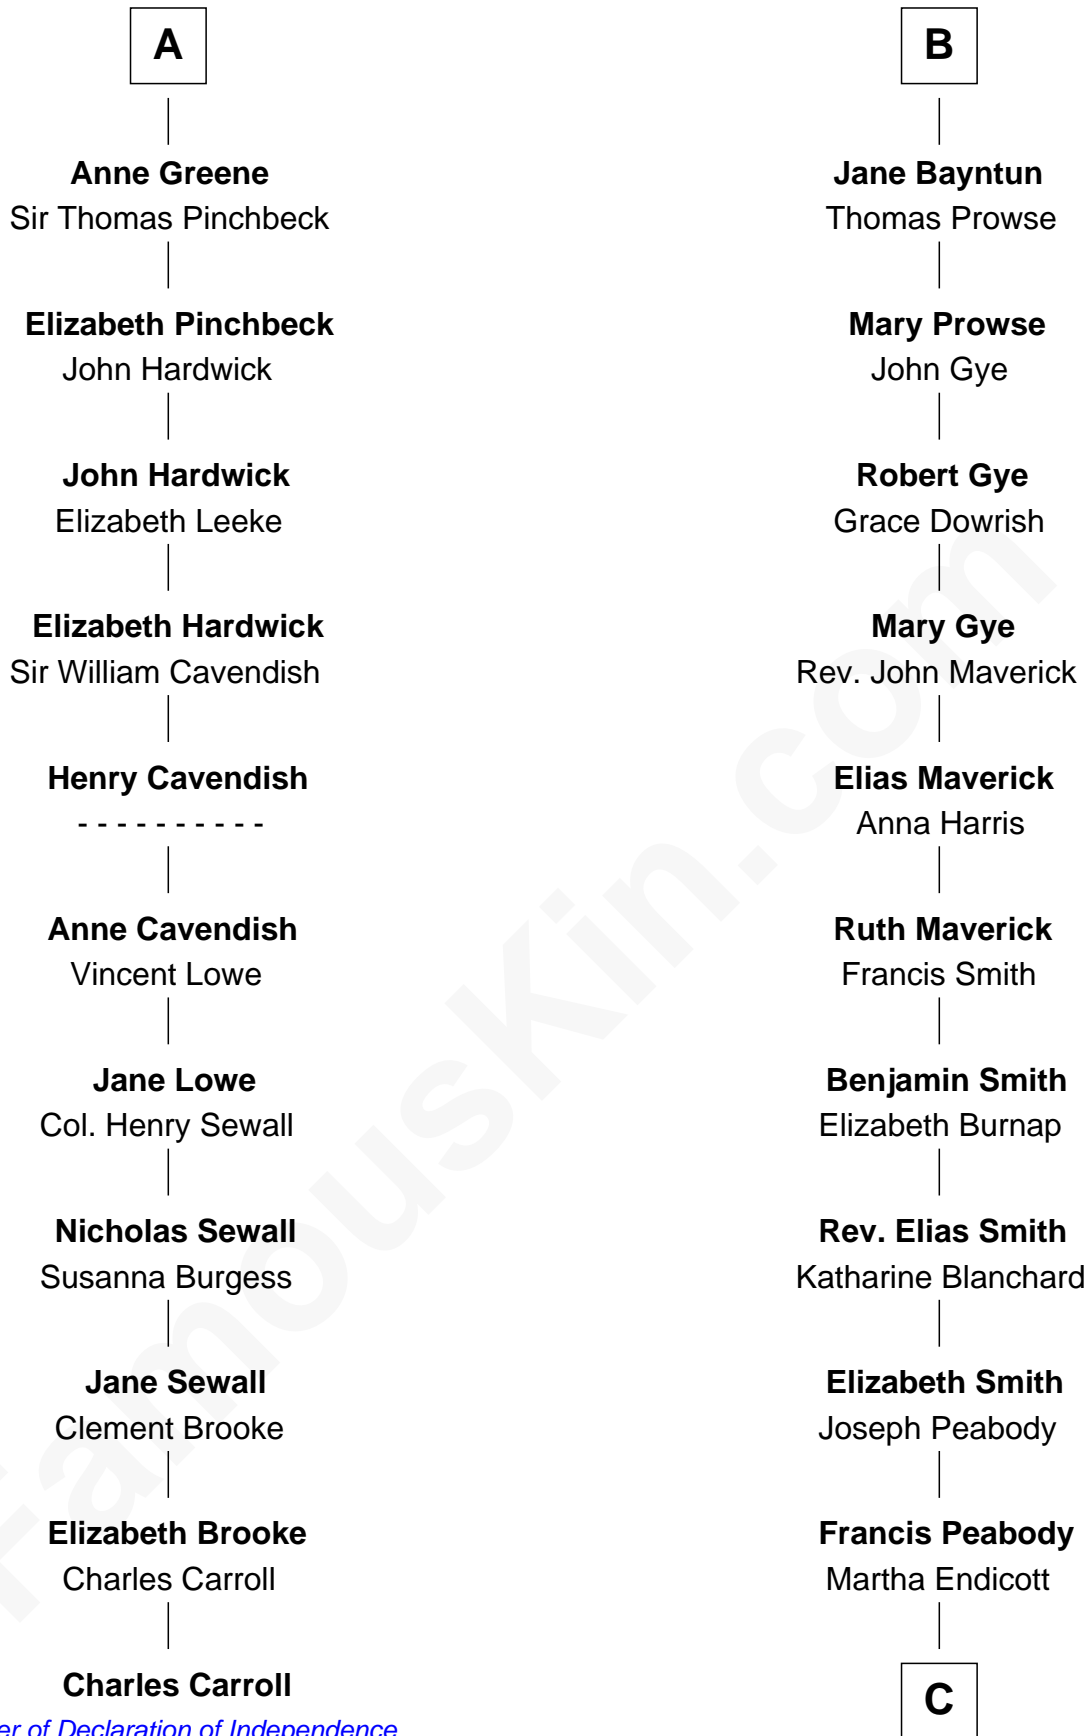 A
Anne Greene
Sir Thomas Pinchbeck
Elizabeth Pinchbeck
John Hardwick
John Hardwick
Elizabeth Leeke
Elizabeth Hardwick
Sir William Cavendish
Henry Cavendish
- - - - - - - - - -
Anne Cavendish
Vincent Lowe
Jane Lowe
Col. Henry Sewall
Nicholas Sewall
Susanna Burgess
Jane Sewall
Clement Brooke
Elizabeth Brooke
Charles Carroll
Charles Carroll
er of Declaration of Independence
B
Jane Bayntun
Thomas Prowse
Mary Prowse
John Gye
Robert Gye
Grace Dowrish
Mary Gye
Rev. John Maverick
Elias Maverick
Anna Harris
Ruth Maverick
Francis Smith
Benjamin Smith
Elizabeth Burnap
Rev. Elias Smith
Katharine Blanchard
Elizabeth Smith
Joseph Peabody
Francis Peabody
Martha Endicott
C
FamousKin.com